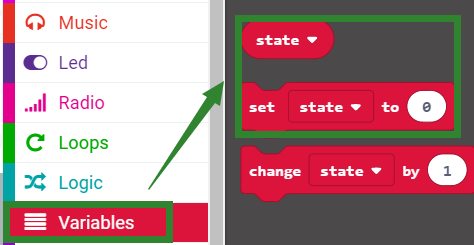 Music
Led
Radio
Loops
Logic
Variables
state
set state to 0
change state by 1